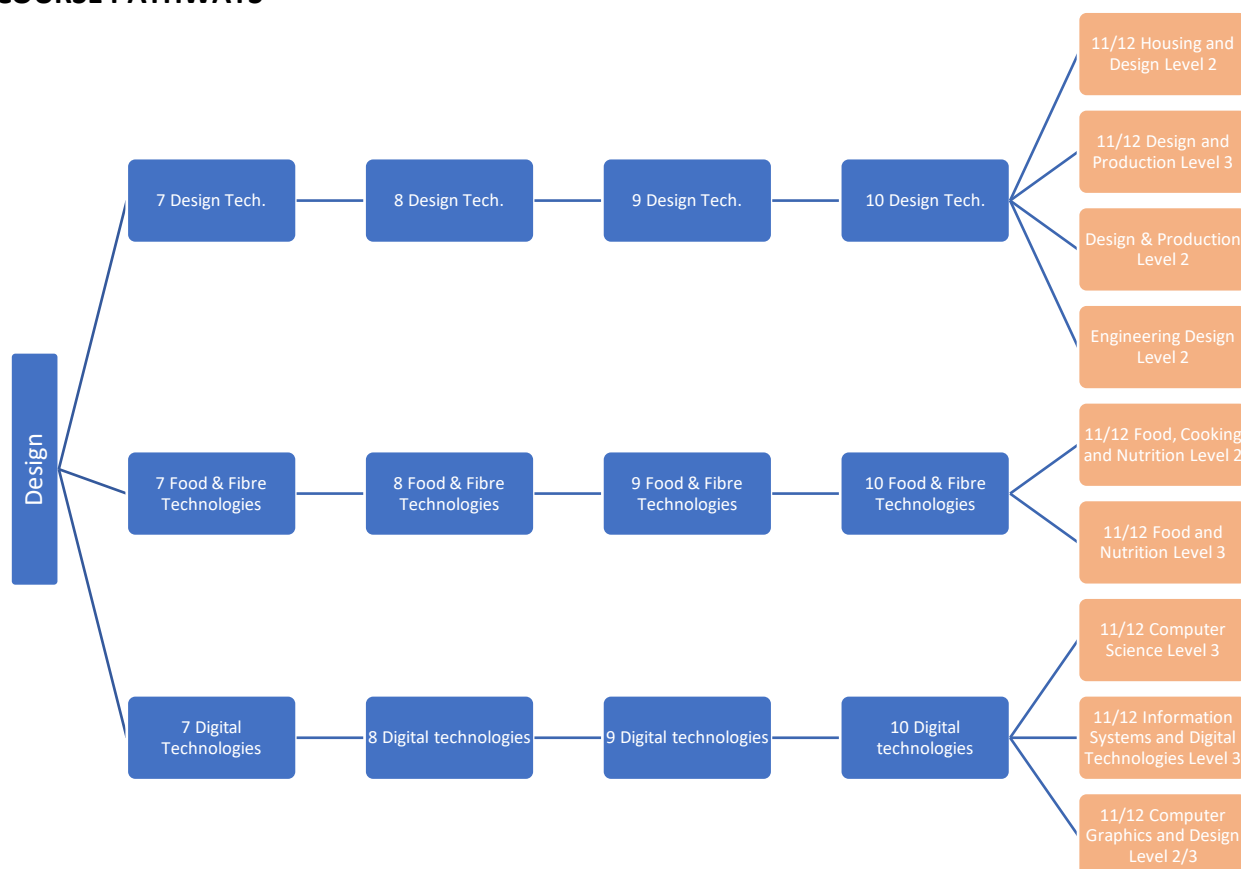 COURSE PATHWAYS
11/12 Housing and
Design Level 2
11/12 Design and
Production Level 3
7 Design Tech.
8 Design Tech.
9 Design Tech.
10 Design Tech.
Design & Production
Level 2
Engineering Design
Level 2
Design
11/12 Food, Cooking
and Nutrition Level 2
7 Food & Fibre
Technologies
8 Food & Fibre
Technologies
9 Food & Fibre
Technologies
10 Food & Fibre
Technologies
11/12 Food and
Nutrition Level 3
11/12 Computer
Science Level 3
7 Digital
Technologies
8 Digital technologies
9 Digital technologies
10 Digital
technologies
11/12 Information
Systems and Digital
Technologies Level 3
11/12 Computer
Graphics and Design
Level 2/3